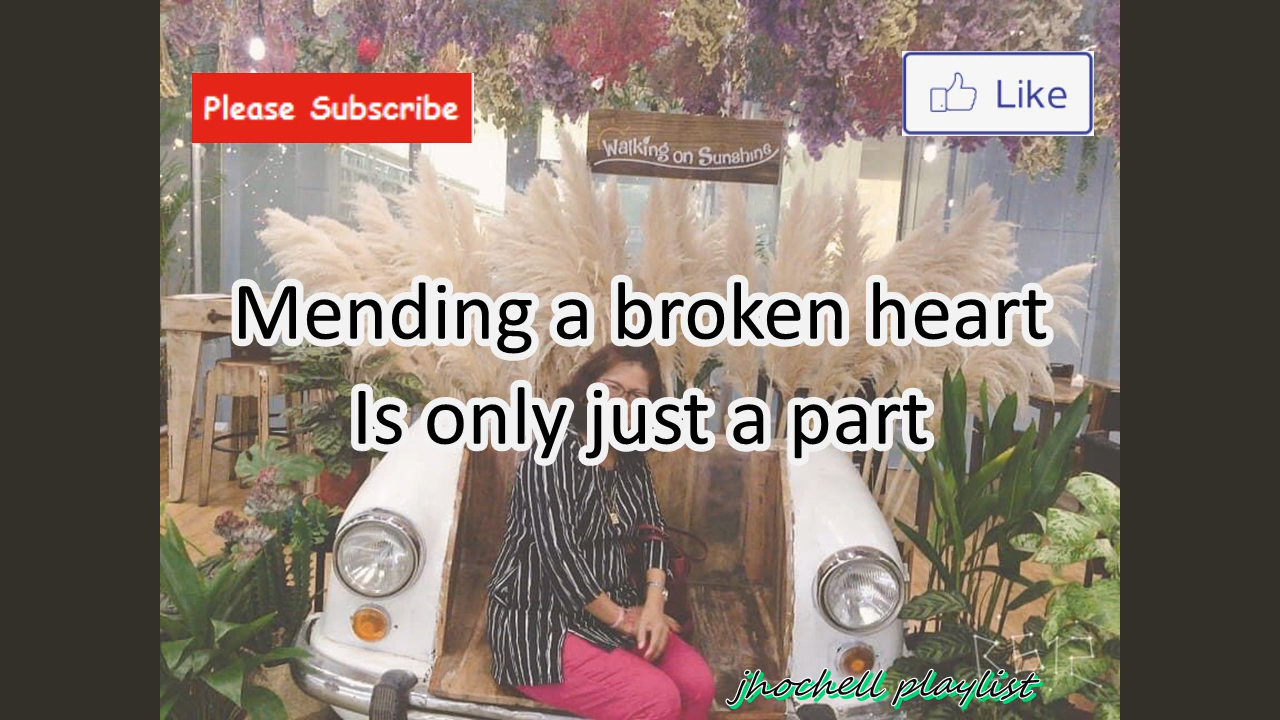 Please Subscribe
Like
Walking on Sunshine
Mending a broken heart
Is only just a part
jhochell playlist